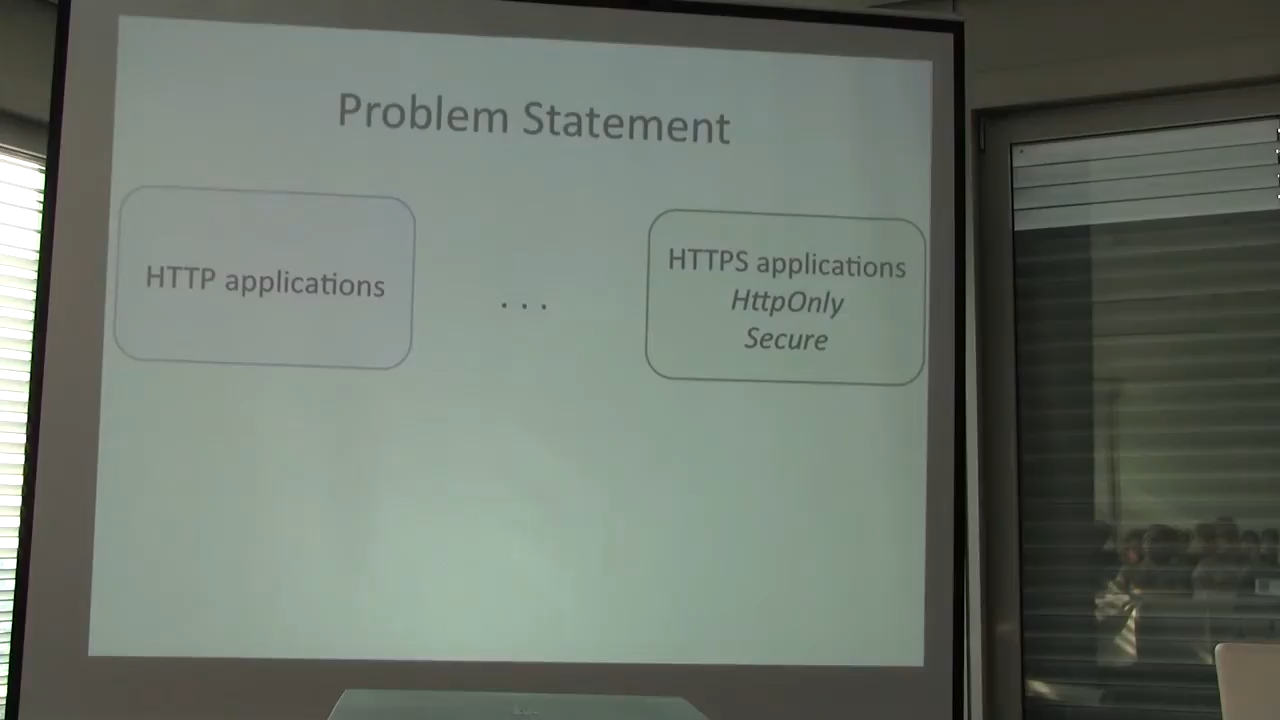 Problem Statement
HTTP applications
. . .
HTTPS applications
HttpOnly
Secure